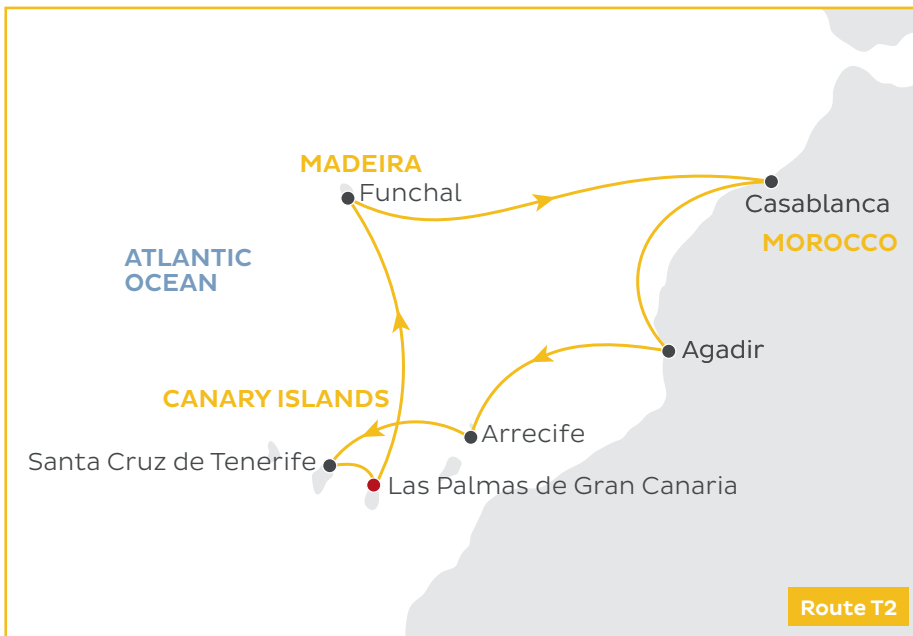 MADEIRA
Funchal
Casablanca
MOROCCO
ATLANTIC
OCEAN
Agadir
CANARY ISLANDS
Arrecife
Santa Cruz de Tenerife
Las Palmas de Gran Canaria
Route T2